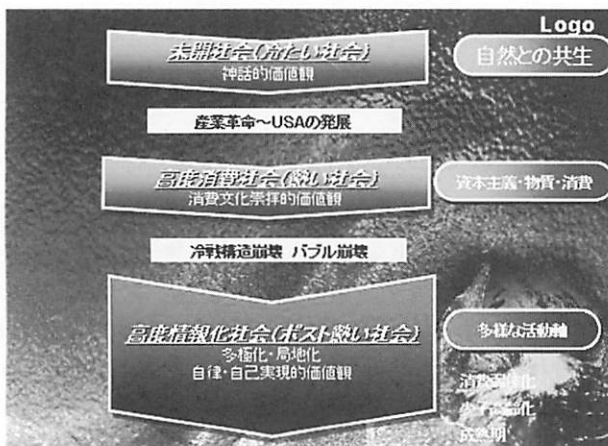 Logo
未開社会(冷たい社会)
神話的価値観
自然との共生
産業革命～USAの発展
高度消費社会(熱い社会)
消費文化崇拝的価値観
資本主義・物質・消費
冷戦構造崩壊 バブル崩壊
高度情報化社会(ポスト熱い社会)
多極化・局地化
自律・自己実現的価値観
多様な活動軸
成熟期